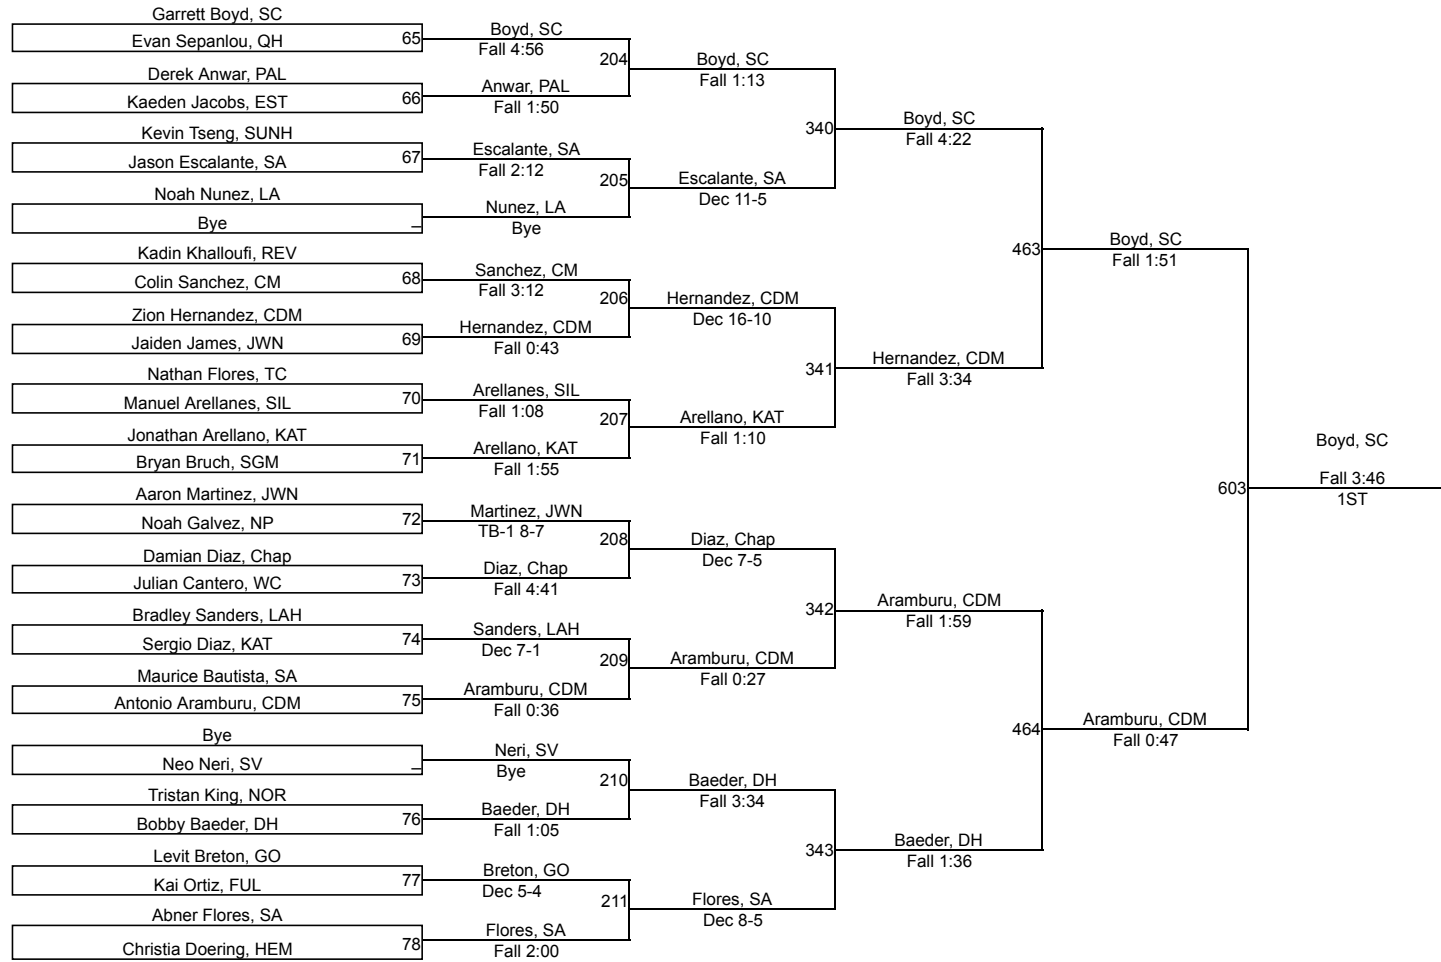 Garrett Boyd, SC
Evan Sepanlou, QH
65
Derek Anwar, PAL
Kaeden Jacobs, EST
66
Kevin Tseng, SUNH
Jason Escalante, SA
67
Noah Nunez, LA
Bye
_
Kadin Khalloufi, REV
Colin Sanchez, CM
68
Zion Hernandez, CDM
Jaiden James, JWN
69
Nathan Flores, TC
Manuel Arellanes, SIL
70
Jonathan Arellano, KAT
Bryan Bruch, SGM
71
Aaron Martinez, JWN
Noah Galvez, NP
72
Damian Diaz, Chap
Julian Cantero, WC
73
Bradley Sanders, LAH
Sergio Diaz, KAT
74
Maurice Bautista, SA
Antonio Aramburu, CDM
75
Bye
Neo Neri, SV
_
Tristan King, NOR
Bobby Baeder, DH
76
Levit Breton, GO
Kai Ortiz, FUL
77
Abner Flores, SA
Christia Doering, HEM
78
Boyd, SC
Fall 4:56
204
Anwar, PAL
Fall 1:50
Escalante, SA
Fall 2:12
205
Nunez, LA
Bye
Sanchez, CM
Fall 3:12
206
Hernandez, CDM
Fall 0:43
Arellanes, SIL
Fall 1:08
207
Arellano, KAT
Fall 1:55
Martinez, JWN
TB-1 8-7
208
Diaz, Chap
Fall 4:41
Sanders, LAH
Dec 7-1
209
Aramburu, CDM
Fall 0:36
Neri, SV
Bye
210
Baeder, DH
Fall 1:05
Breton, GO
Dec 5-4
211
Flores, SA
Fall 2:00
Boyd, SC
Fall 1:13
340
Escalante, SA
Dec 11-5
Hernandez, CDM
Dec 16-10
341
Arellano, KAT
Fall 1:10
Diaz, Chap
Dec 7-5
342
Aramburu, CDM
Fall 0:27
Baeder, DH
Fall 3:34
343
Flores, SA
Dec 8-5
Boyd, SC
Fall 4:22
463
Hernandez, CDM
Fall 3:34
Aramburu, CDM
Fall 1:59
464
Baeder, DH
Fall 1:36
Boyd, SC
Fall 1:51
603
Aramburu, CDM
Fall 0:47
Boyd, SC
Fall 3:46
1ST